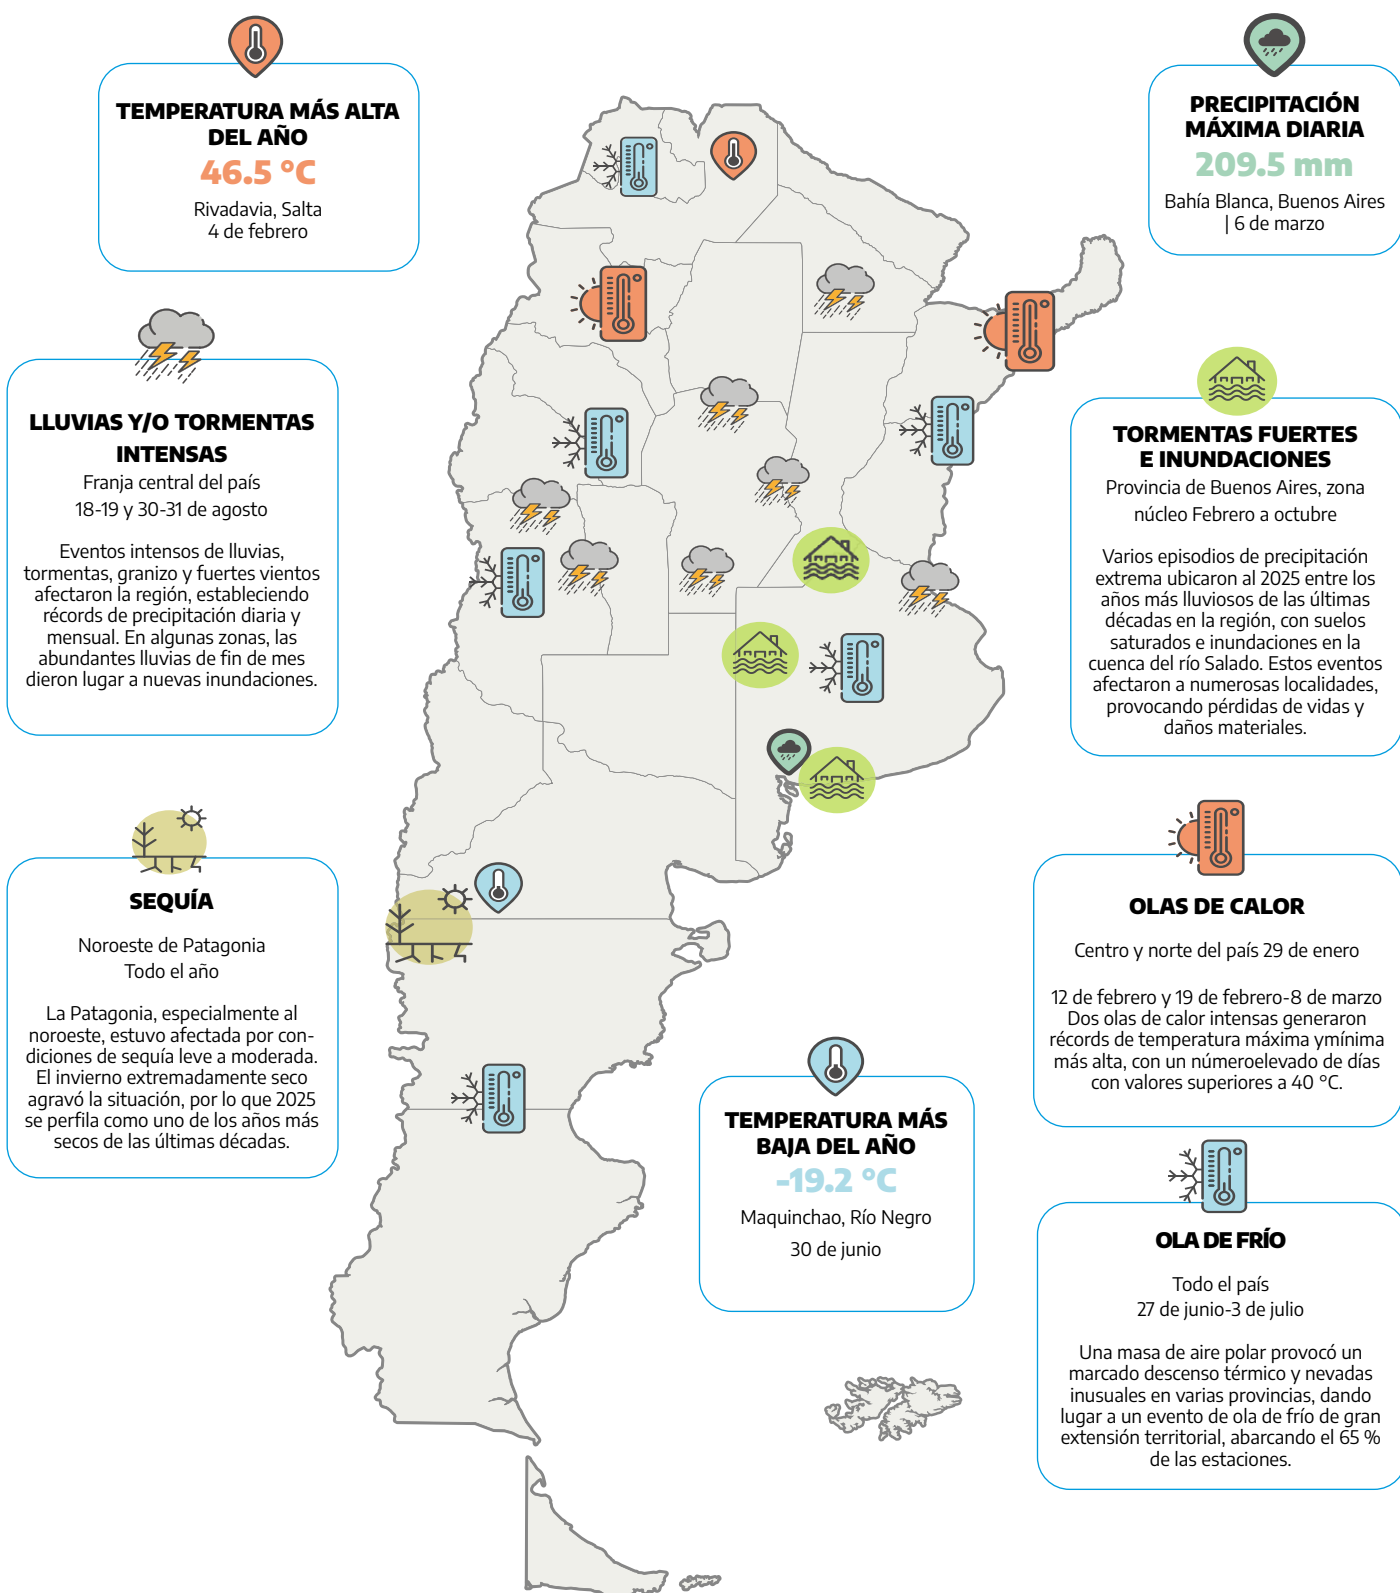 TEMPERATURA MÁS ALTA
DEL AÑO
46.5 °C
Rivadavia, Salta
4 de febrero
PRECIPITACIÓN
MÁXIMA DIARIA
209.5 mm
Bahía Blanca, Buenos Aires
| 6 de marzo
LLUVIAS Y/O TORMENTAS
INTENSAS
Franja central del país
18-19 y 30-31 de agosto
Eventos intensos de lluvias,
tormentas, granizo y fuertes vientos
afectaron la región, estableciendo
récords de precipitación diaria y
mensual. En algunas zonas, las
abundantes lluvias de fin de mes
dieron lugar a nuevas inundaciones.
TORMENTAS FUERTES
E INUNDACIONES
Provincia de Buenos Aires, zona
núcleo Febrero a octubre
Varios episodios de precipitación
extrema ubicaron al 2025 entre los
años más lluviosos de las últimas
décadas en la región, con suelos
saturados e inundaciones en la
cuenca del río Salado. Estos eventos
afectaron a numerosas localidades,
provocando pérdidas de vidas y
daños materiales.
SEQUÍA
Noroeste de Patagonia
Todo el año
La Patagonia, especialmente al
noroeste, estuvo afectada por con-
diciones de sequía leve a moderada.
El invierno extremadamente seco
agravó la situación, por lo que 2025
se perfila como uno de los años más
secos de las últimas décadas.
OLAS DE CALOR
Centro y norte del país 29 de enero
12 de febrero y 19 de febrero-8 de marzo
Dos olas de calor intensas generaron
récords de temperatura máxima ymínima
más alta, con un númeroelevado de días
con valores superiores a 40 °C.
TEMPERATURA MÁS
BAJA DEL AÑO
-19.2 °C
Maquinchao, Río Negro
30 de junio
OLA DE FRÍO
Todo el país
27 de junio-3 de julio
Una masa de aire polar provocó un
marcado descenso térmico y nevadas
inusuales en varias provincias, dando
lugar a un evento de ola de frío de gran
extensión territorial, abarcando el 65 %
de las estaciones.